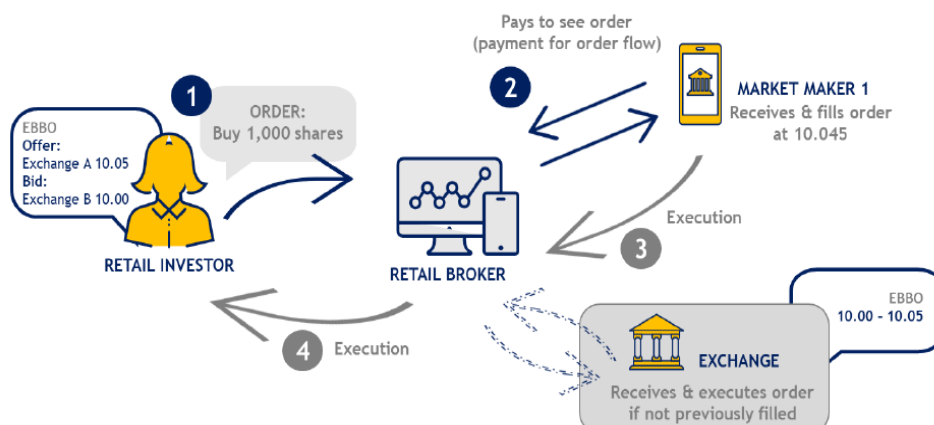 Pays to see order
(payment for order flow)
1
2
ORDER:
Buy 1,000 shares
MARKET MAKER 1
Receives & fills order
at 10.045
EBBO
Offer:
Exchange A 10.05
Bid:
Exchange B 10.00
RETAIL INVESTOR
RETAIL BROKER
Execution
3
4
Execution
EBBO
10.00 - 10.05
EXCHANGE
Receives & executes order
if not previously filled